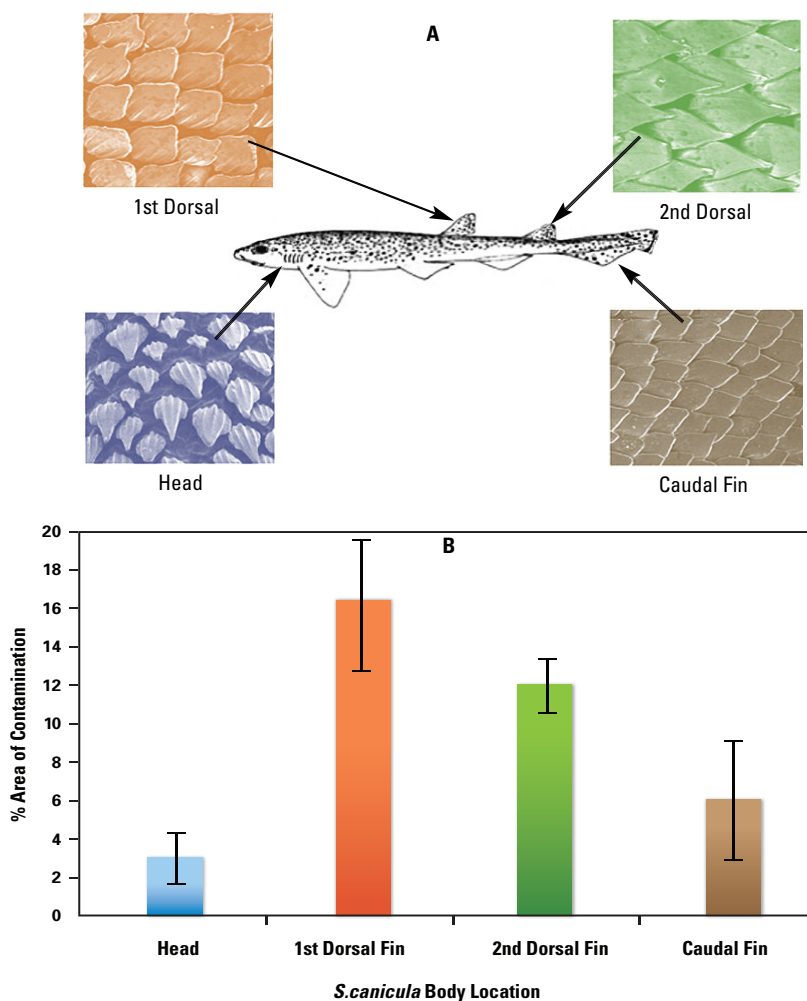 A
1st Dorsal
2nd Dorsal
Head
Caudal Fin
B
% Area of Contamination
20
18
16
14
12
10
8
6
4
2
0
Head
1st Dorsal Fin
2nd Dorsal Fin
Caudal Fin
S.canicula Body Location